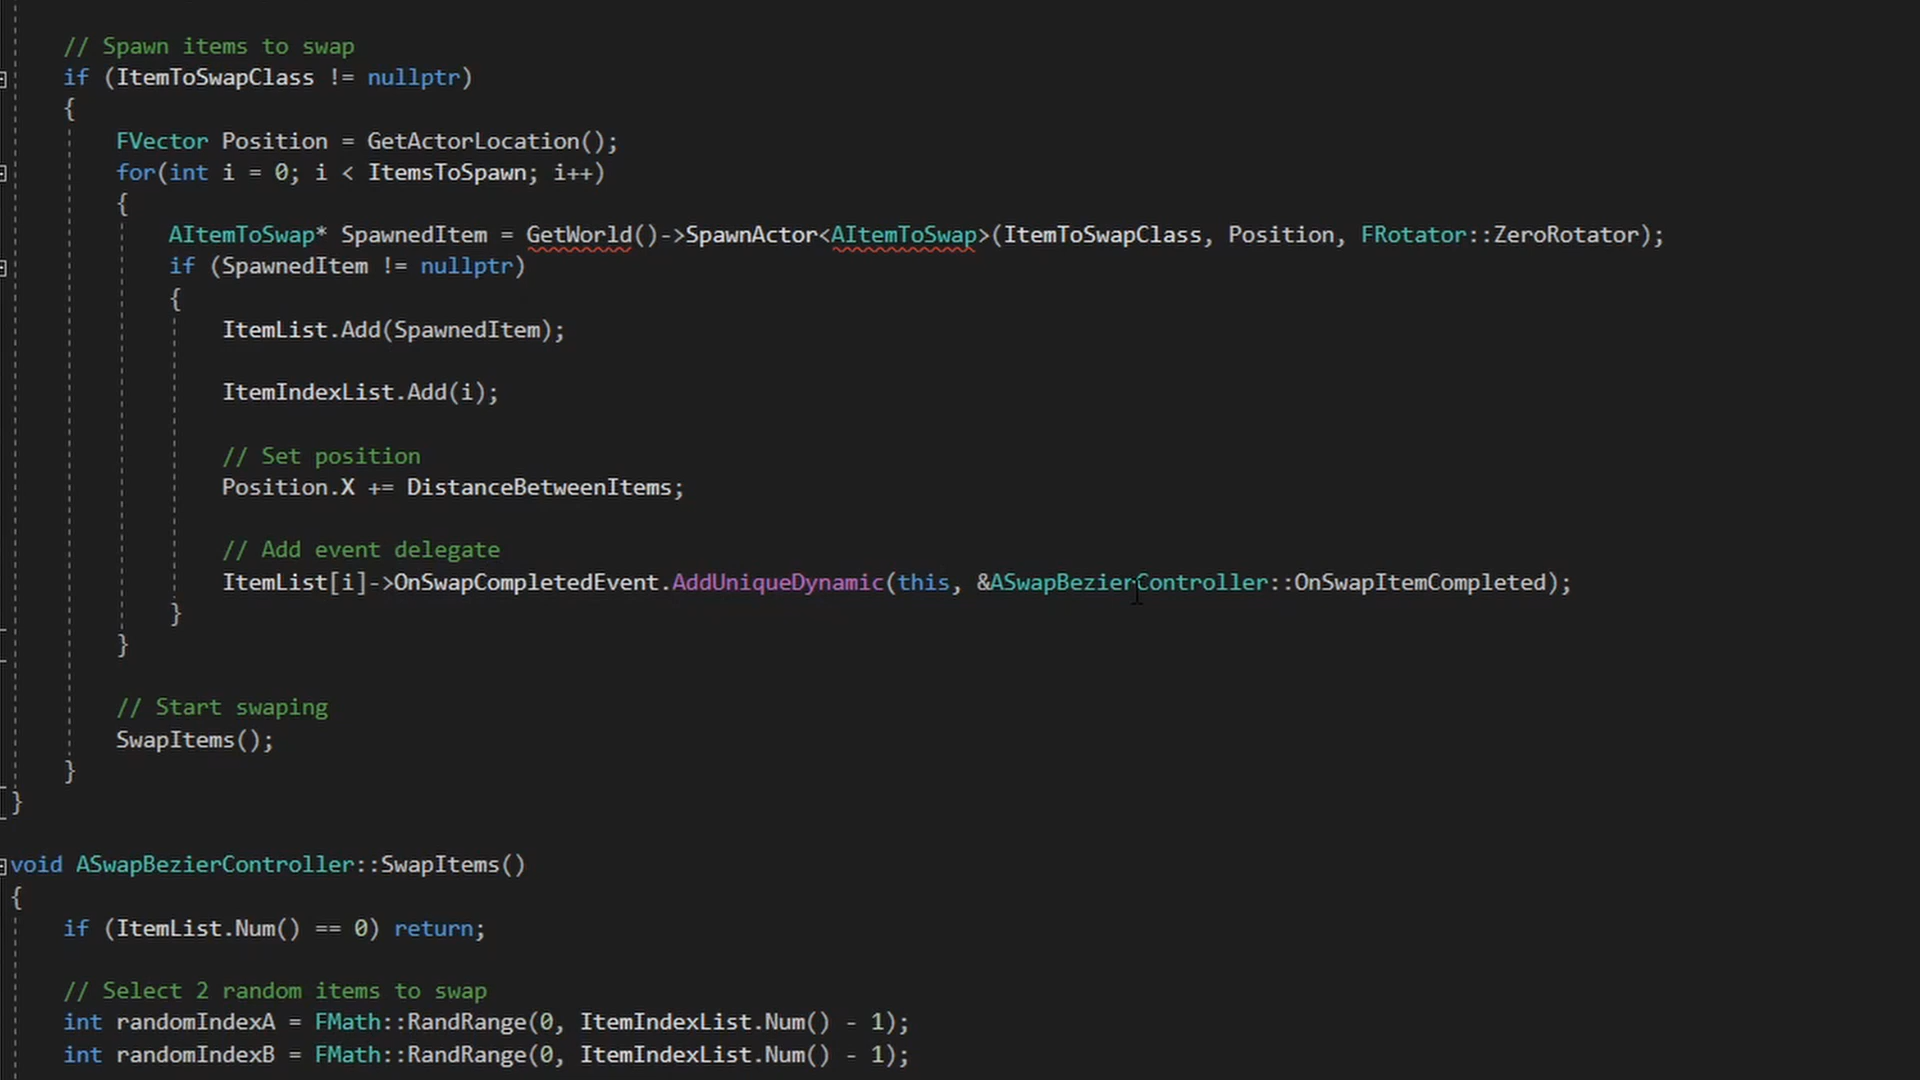 // Spawn items to swap
if (ItemToSwapClass != nullptr)
{
FVector Position = GetActorLocation();
for(int i = 0; i < ItemsToSpawn; i++)
{
AItemToSwap* SpawnedItem = GetWorld()->SpawnActor<AItemToSwap>(ItemToSwapClass, Position, FRotator::ZeroRotator);
if (SpawnedItem != nullptr)
{
ItemList.Add(SpawnedItem);
ItemIndexList.Add(i);
// Set position
Position.X += DistanceBetweenItems;
// Add event delegate
ItemList[i]->OnSwapCompletedEvent.AddUniqueDynamic(this, &ASwapBezierController::OnSwapItemCompleted);
}
}
// Start swaping
SwapItems();
}
}
void ASwapBezierController::SwapItems()
{
if (ItemList.Num() == 0) return;
// Select 2 random items to swap
int randomIndexA = FMath::RandRange(0, ItemIndexList.Num() - 1);
int randomIndexB = FMath::RandRange(0, ItemIndexList.Num() - 1);